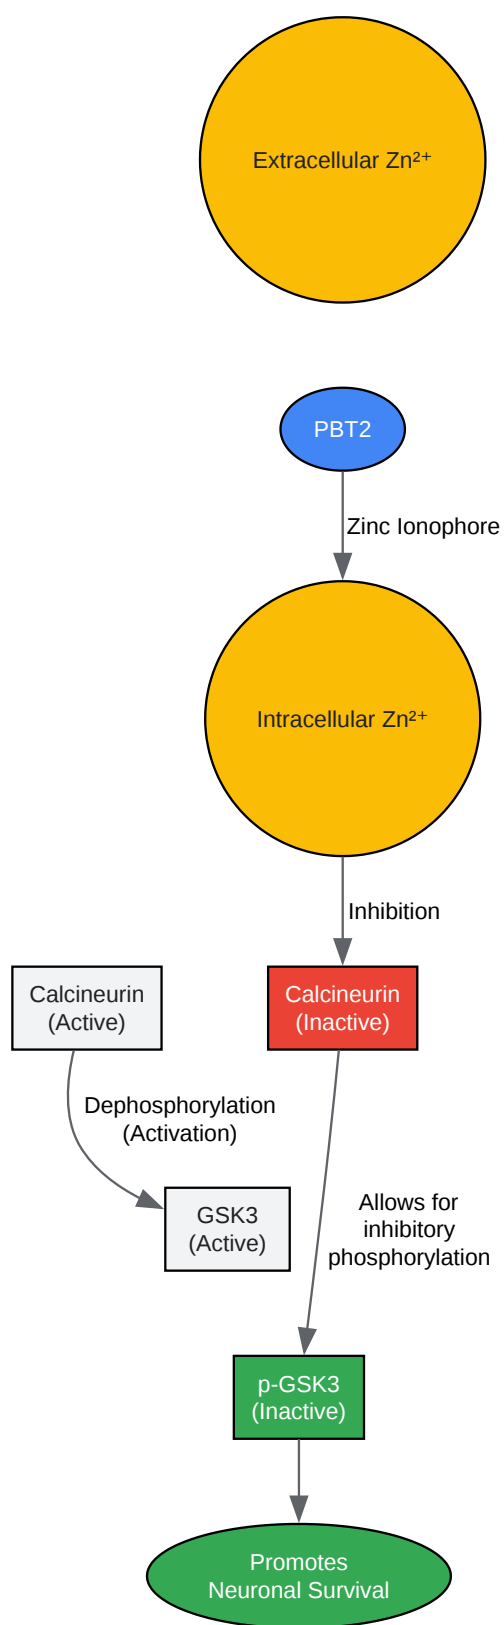 Extracellular Zn²⁺
PBT2
Zinc Ionophore
Intracellular Zn²⁺
Inhibition
Calcineurin
(Active)
Calcineurin
(Inactive)
Dephosphorylation
(Activation)
GSK3
(Active)
Allows for
inhibitory
phosphorylation
p-GSK3
(Inactive)
Promotes
Neuronal Survival